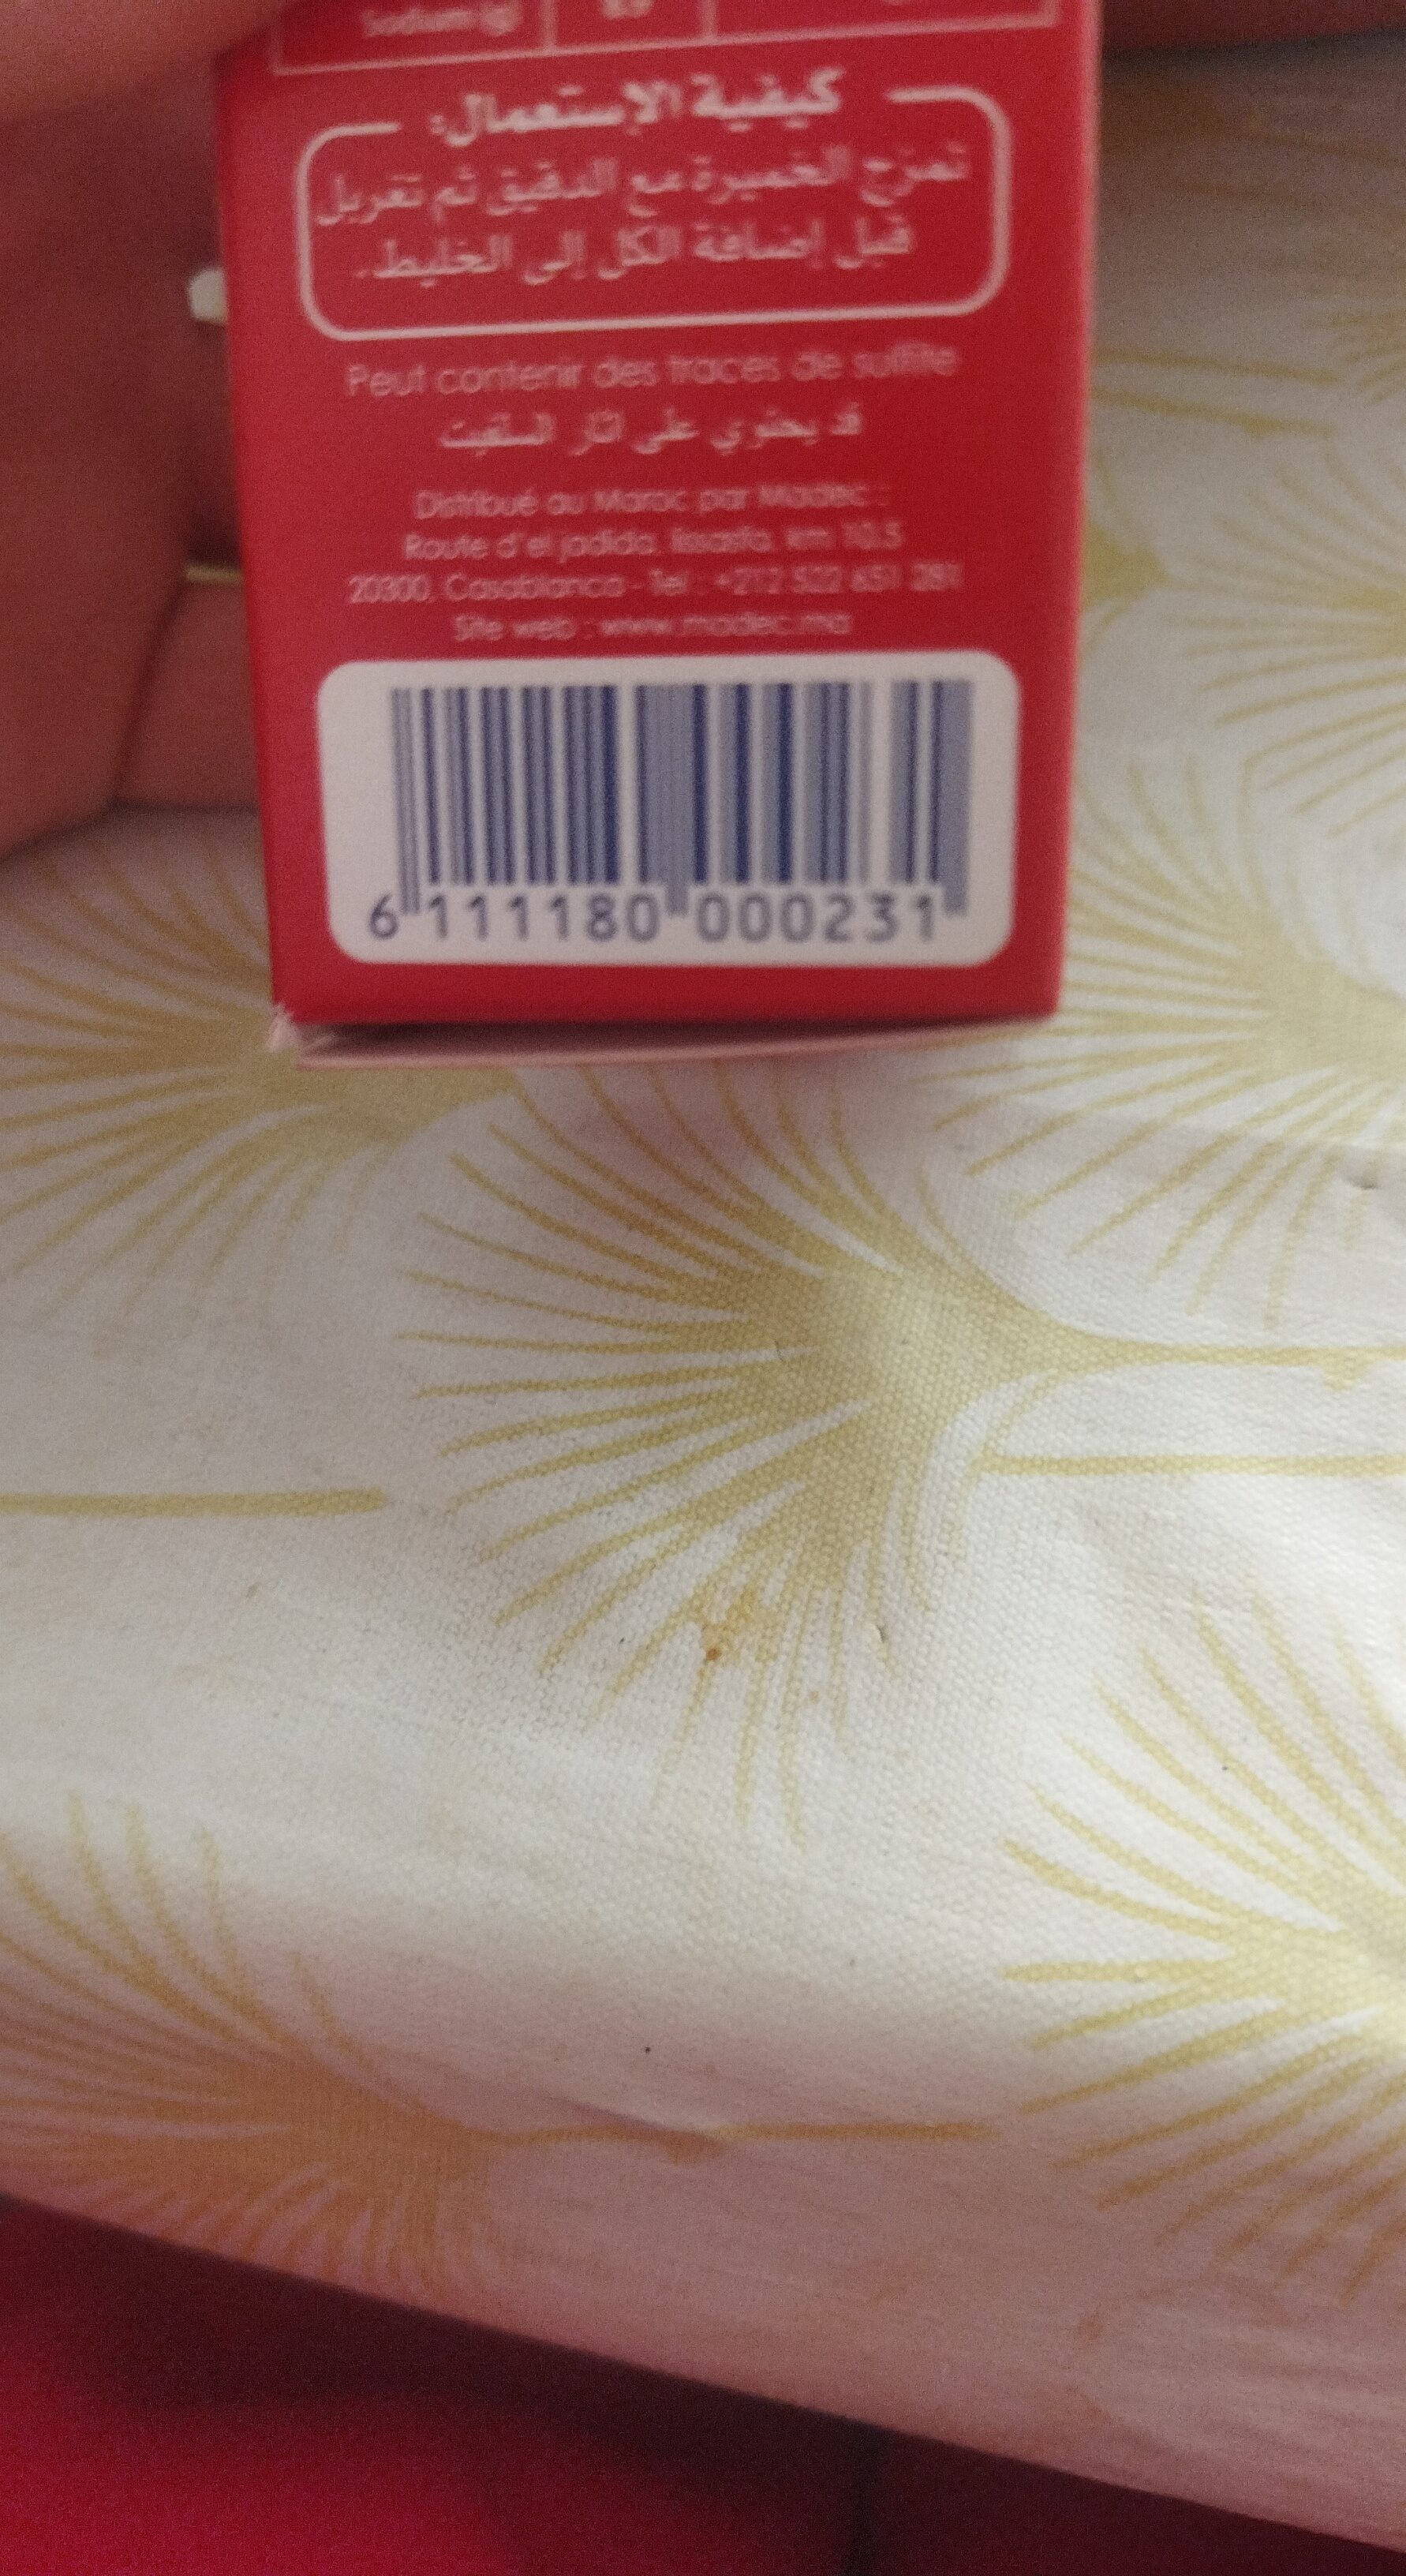 Sodium (g)
كيفية الإستعمال:
تمزج الخميرة مع الدقيق ثم تغربل
قبل إضافة الكل إلى الخليط.
Peut contenir des traces de sulfite
قد يحتوي على اثار السلفيت
Distribué au Maroc par Madec :
Route d'el jadida, lissasfa, km 10.5
20300, Casablanca - Tel : +212 522 651 281
Site web : www.madec.ma
6 111180 000231